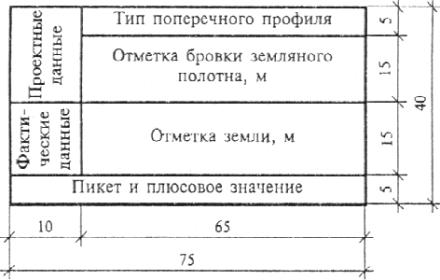 Проектные
данные
Тип поперечного профиля
Отметка бровки земляного
полотна, м
Факти-
ческие
данные
Отметка земли, м
Пикет и плюсовое значение
5
15
15
5
40
10
65
75